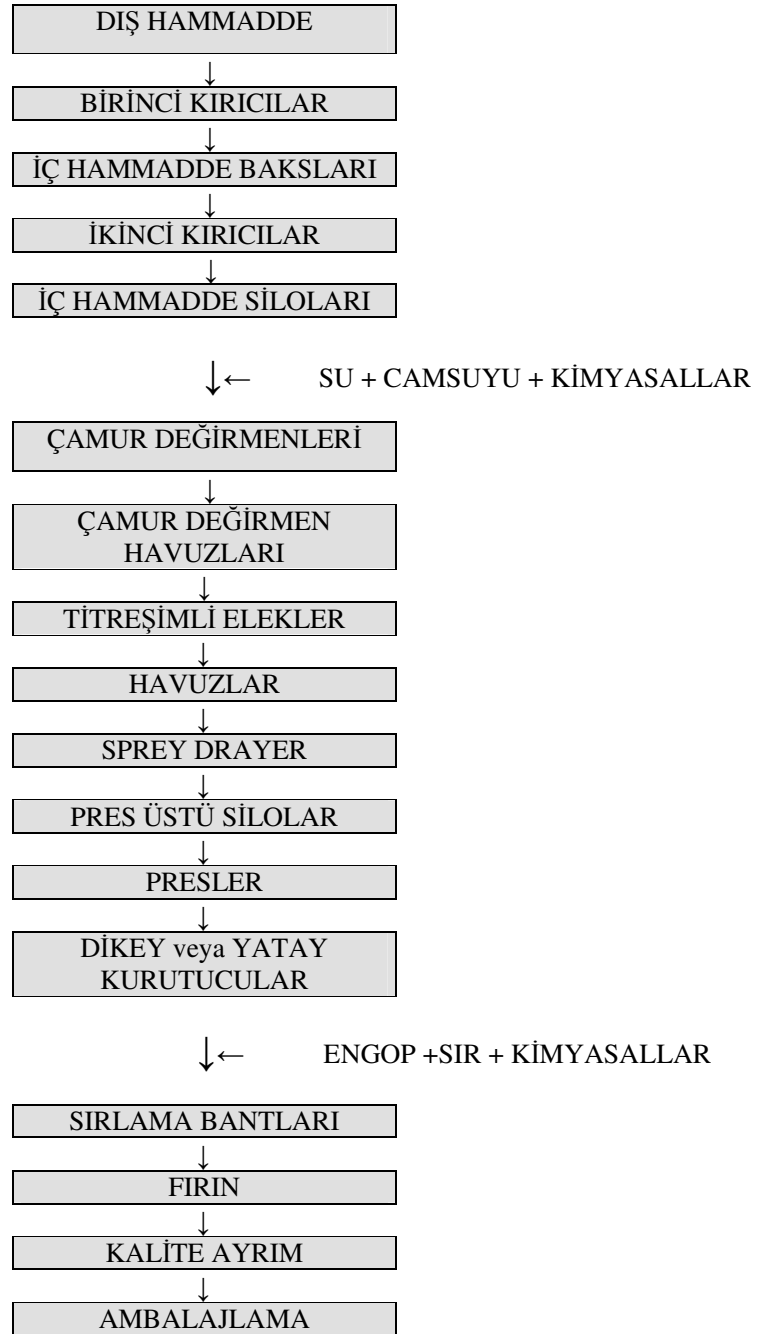 DIŞ HAMMADDE
↓
BİRİNCİ KIRICILAR
↓
İÇ HAMMADDE BAKSLARI
↓
İKİNCİ KIRICILAR
↓
İÇ HAMMADDE SİLOLARI
↓← SU + CAMSUYU + KİMYASALLAR
ÇAMUR DEĞİRMENLERİ
↓
ÇAMUR DEĞİRMEN
HAVUZLARI
↓
TİTREŞİMLİ ELEKLER
↓
HAVUZLAR
↓
SPREY DRAYER
↓
PRES ÜSTÜ SİLOLAR
↓
PRESLER
↓
DİKEY veya YATAY
KURUTUCULAR
↓← ENGOP +SIR + KİMYASALLAR
SIRLAMA BANTLARI
↓
FIRIN
↓
KALİTE AYRIM
↓
AMBALAJLAMA